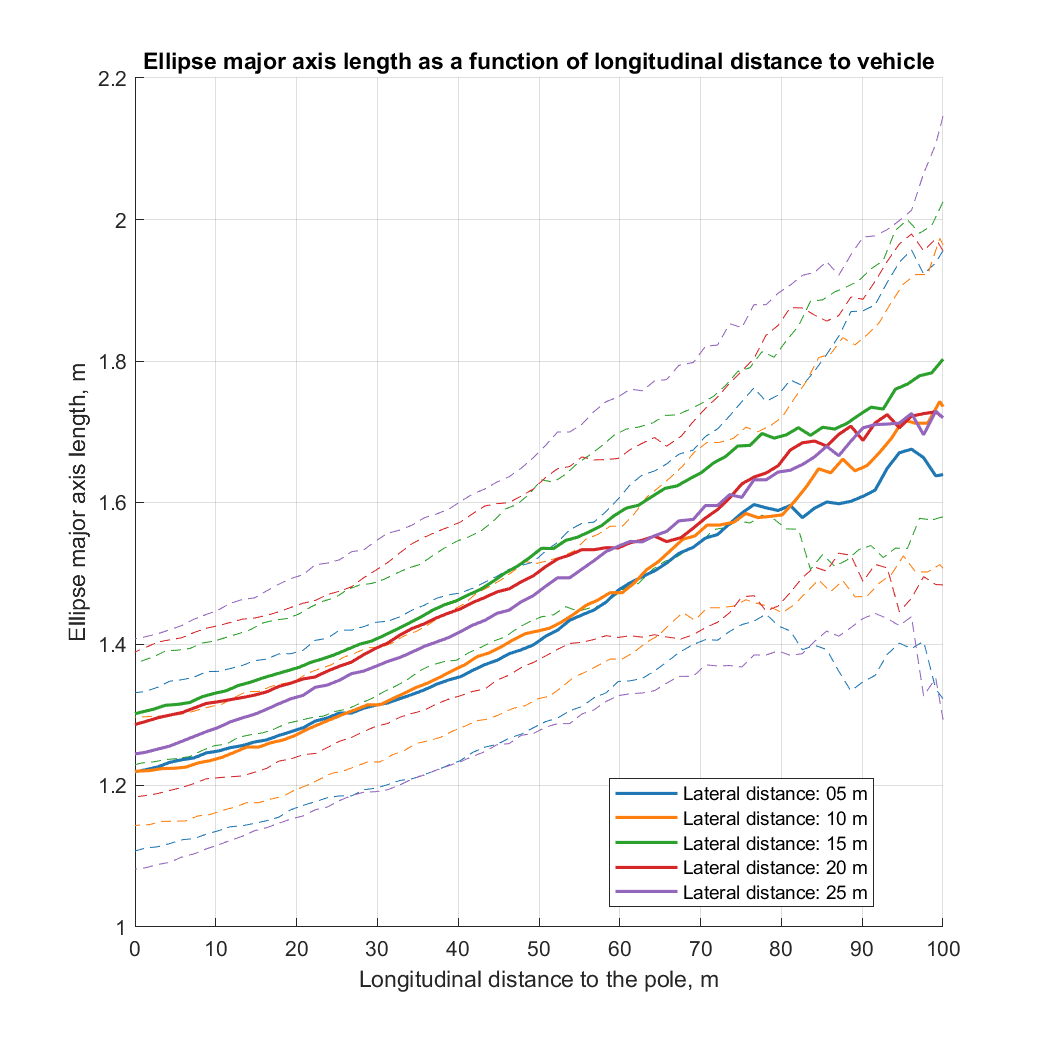 Ellipse major axis length as a function of longitudinal distance to vehicle
2.2
2
1.8
1.6
1.4
1.2
1
Ellipse major axis length, m
Lateral distance: 05 m
Lateral distance: 10 m
Lateral distance: 15 m
Lateral distance: 20 m
Lateral distance: 25 m
0 10 20 30 40 50 60 70 80 90 100
Longitudinal distance to the pole, m